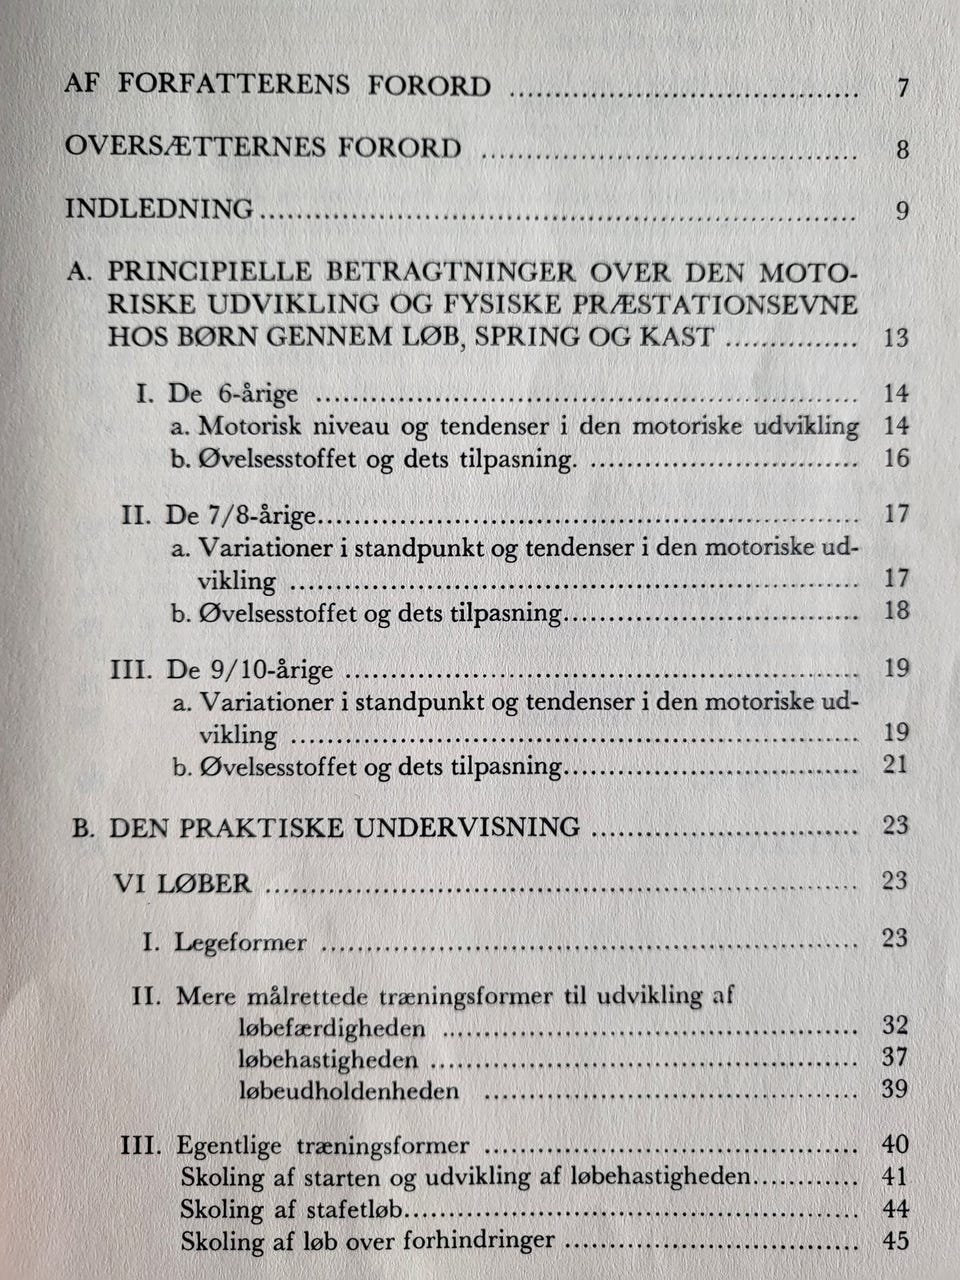 AF FORFATTERENS FORORD ........................................ 7
OVERSÆTTERNES FORORD ........................................ 8
INDLEDNING ........................................ 9
A. PRINCIPIELLE BETRAGTNINGER OVER DEN MOTO-
RISKE UDVIKLING OG FYSISKE PRÆSTATIONSEVNE
HOS BØRN GENNEM LØB, SPRING OG KAST ............... 13
I. De 6-årige ........................................ 14
a. Motorisk niveau og tendenser i den motoriske udvikling 14
b. Øvelsesstoffet og dets tilpasning. .............................. 16
II. De 7/8-årige ........................................ 17
a. Variationer i standpunkt og tendenser i den motoriske ud-
vikling ........................................ 17
b. Øvelsesstoffet og dets tilpasning ................................ 18
III. De 9/10-årige ........................................ 19
a. Variationer i standpunkt og tendenser i den motoriske ud-
vikling ........................................ 19
b. Øvelsesstoffet og dets tilpasning ................................ 21
B. DEN PRAKTISKE UNDERVISNING .............................. 23
VI LØBER ........................................ 23
I. Legeformer ........................................ 23
II. Mere målrettede træningsformer til udvikling af
løbefærdigheden ........................................ 32
løbehastigheden ........................................ 37
løbeudholdenheden ........................................ 39
III. Egentlige træningsformer ........................................ 40
Skoling af starten og udvikling af løbehastigheden ............ 41
Skoling af stafetløb ........................................ 44
Skoling af løb over forhindringer ................................ 45